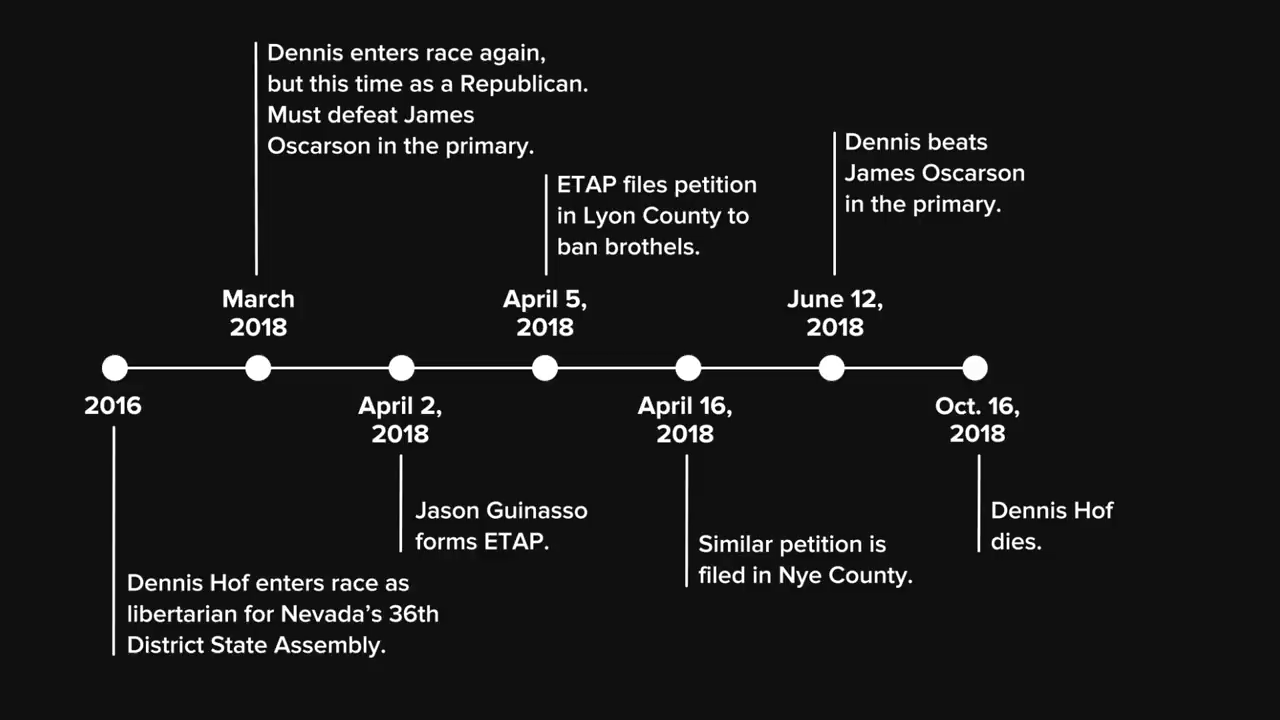 Dennis enters race again,
but this time as a Republican.
Must defeat James
Oscarson in the primary.
Dennis beats
James Oscarson
in the primary.
ETAP files petition
in Lyon County to
ban brothels.
March
2018
April 5,
2018
June 12,
2018
2016
April 2,
2018
April 16,
2018
Oct. 16,
2018
Jason Guinasso
forms ETAP.
Dennis Hof
dies.
Similar petition is
filed in Nye County.
Dennis Hof enters race as
libertarian for Nevada’s 36th
District State Assembly.